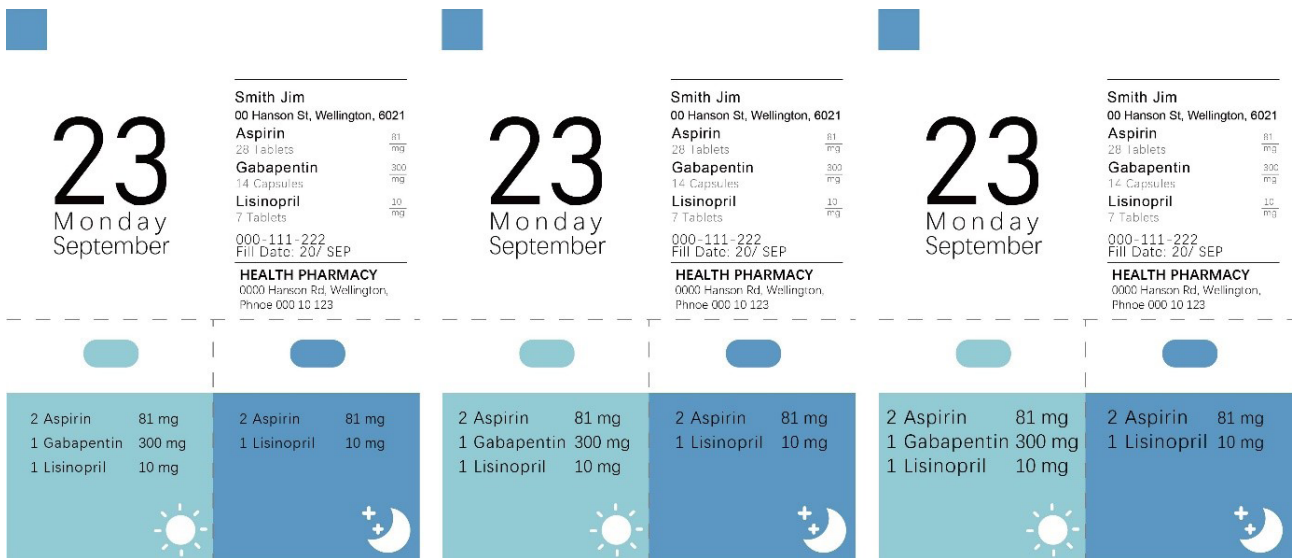 23
Monday
September
Smith Jim
00 Hanson St, Wellington, 6021
Aspirin 81 mg
28 Tablets
Gabapentin 300 mg
14 Capsules
Lisinopril 10 mg
7 Tablets
000-111-222
Fill Date: 20/ SEP
HEALTH PHARMACY
0000 Hanson Rd, Wellington,
Phnoe 000 10 123
2 Aspirin 81 mg
1 Gabapentin 300 mg
1 Lisinopril 10 mg
2 Aspirin 81 mg
1 Lisinopril 10 mg
23
Monday
September
Smith Jim
00 Hanson St, Wellington, 6021
Aspirin 81 mg
28 Tablets
Gabapentin 300 mg
14 Capsules
Lisinopril 10 mg
7 Tablets
000-111-222
Fill Date: 20/ SEP
HEALTH PHARMACY
0000 Hanson Rd, Wellington,
Phnoe 000 10 123
2 Aspirin 81 mg
1 Gabapentin 300 mg
1 Lisinopril 10 mg
2 Aspirin 81 mg
1 Lisinopril 10 mg
23
Monday
September
Smith Jim
00 Hanson St, Wellington, 6021
Aspirin 81 mg
28 Tablets
Gabapentin 300 mg
14 Capsules
Lisinopril 10 mg
7 Tablets
000-111-222
Fill Date: 20/ SEP
HEALTH PHARMACY
0000 Hanson Rd, Wellington,
Phnoe 000 10 123
2 Aspirin 81 mg
1 Gabapentin 300 mg
1 Lisinopril 10 mg
2 Aspirin 81 mg
1 Lisinopril 10 mg